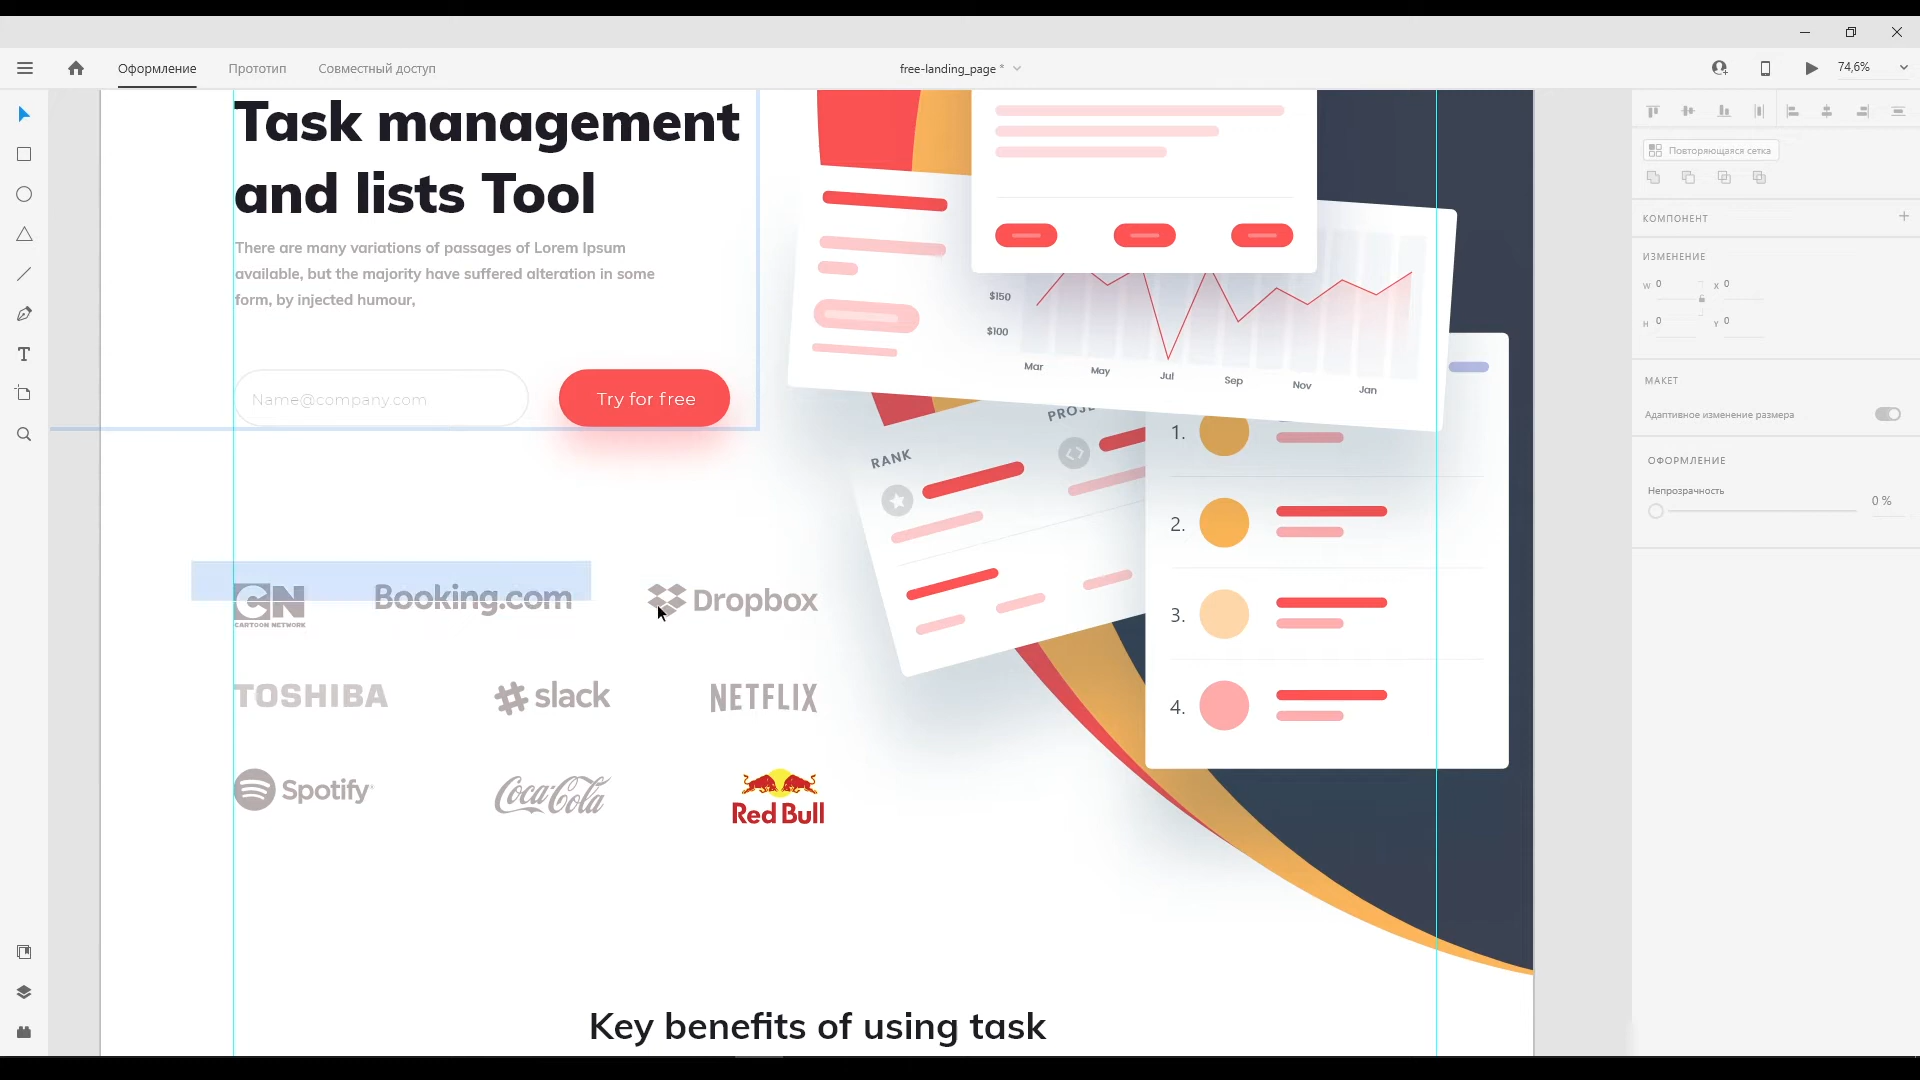 Оформление Прототип Совместный доступ free-landing_page * 74,6%
Task management
and lists Tool
There are many variations of passages of Lorem Ipsum
available, but the majority have suffered alteration in some
form, by injected humour,
Name@company.com Try for free
$150
$100
Mar May Jul Sep Nov Jan
RANK
1.
2.
3.
4.
CN Booking.com Dropbox
CARTOON NETWORK
TOSHIBA slack NETFLIX
Spotify Coca-Cola Red Bull
Key benefits of using task
Повторяющаяся сетка
КОМПОНЕНТ
ИЗМЕНЕНИЕ
W 0 X 0
H 0 Y 0
МАКЕТ
Адаптивное изменение размера
ОФОРМЛЕНИЕ
Непрозрачность
0 %